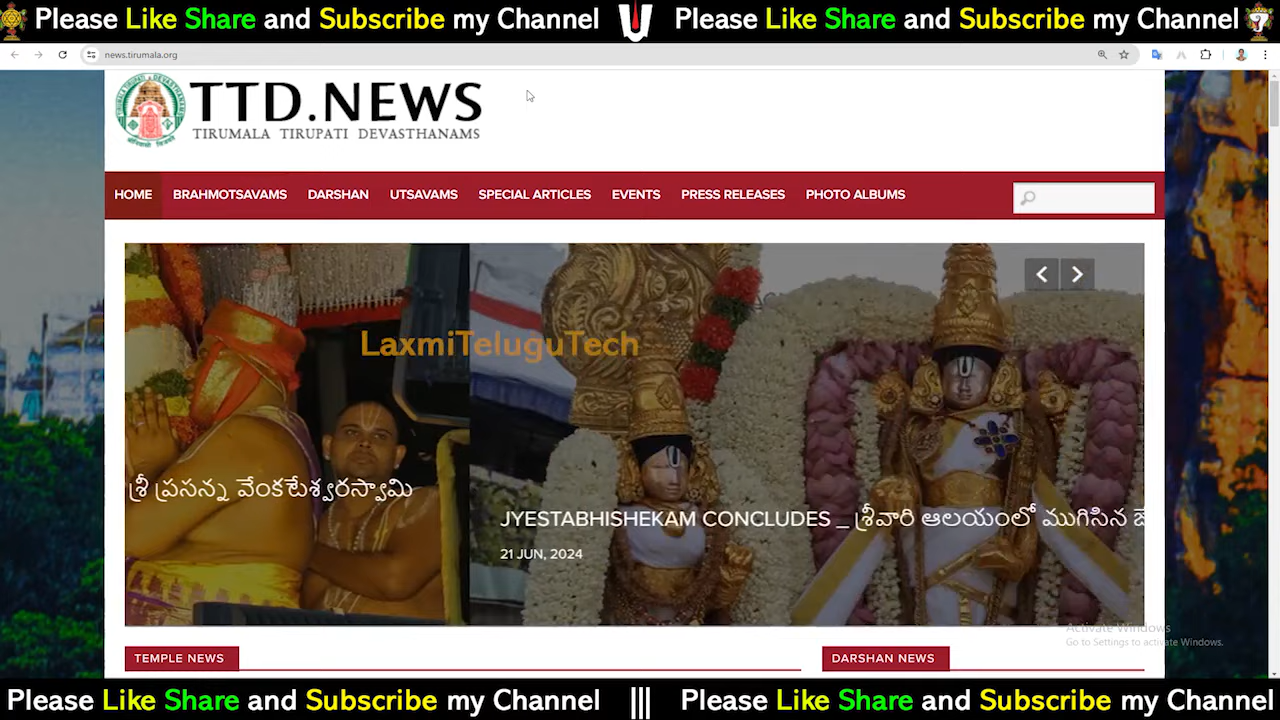 Please Like Share and Subscribe my Channel
Please Like Share and Subscribe my Channel
news.tirumala.org
TTD.NEWS
TIRUMALA TIRUPATI DEVASTHANAMS
HOME BRAHMOTSAVAMS DARSHAN UTSAVAMS SPECIAL ARTICLES EVENTS PRESS RELEASES PHOTO ALBUMS
LaxmiTeluguTech
శ్రీ ప్రసన్న వేంకటేశ్వరస్వామి
JYESTABHISHEKAM CONCLUDES _ శ్రీవారి ఆలయంలో ముగిసిన
21 JUN, 2024
Activate Windows
Go to Settings to activate Windows.
TEMPLE NEWS
DARSHAN NEWS
Please Like Share and Subscribe my Channel
|||
Please Like Share and Subscribe my Channel